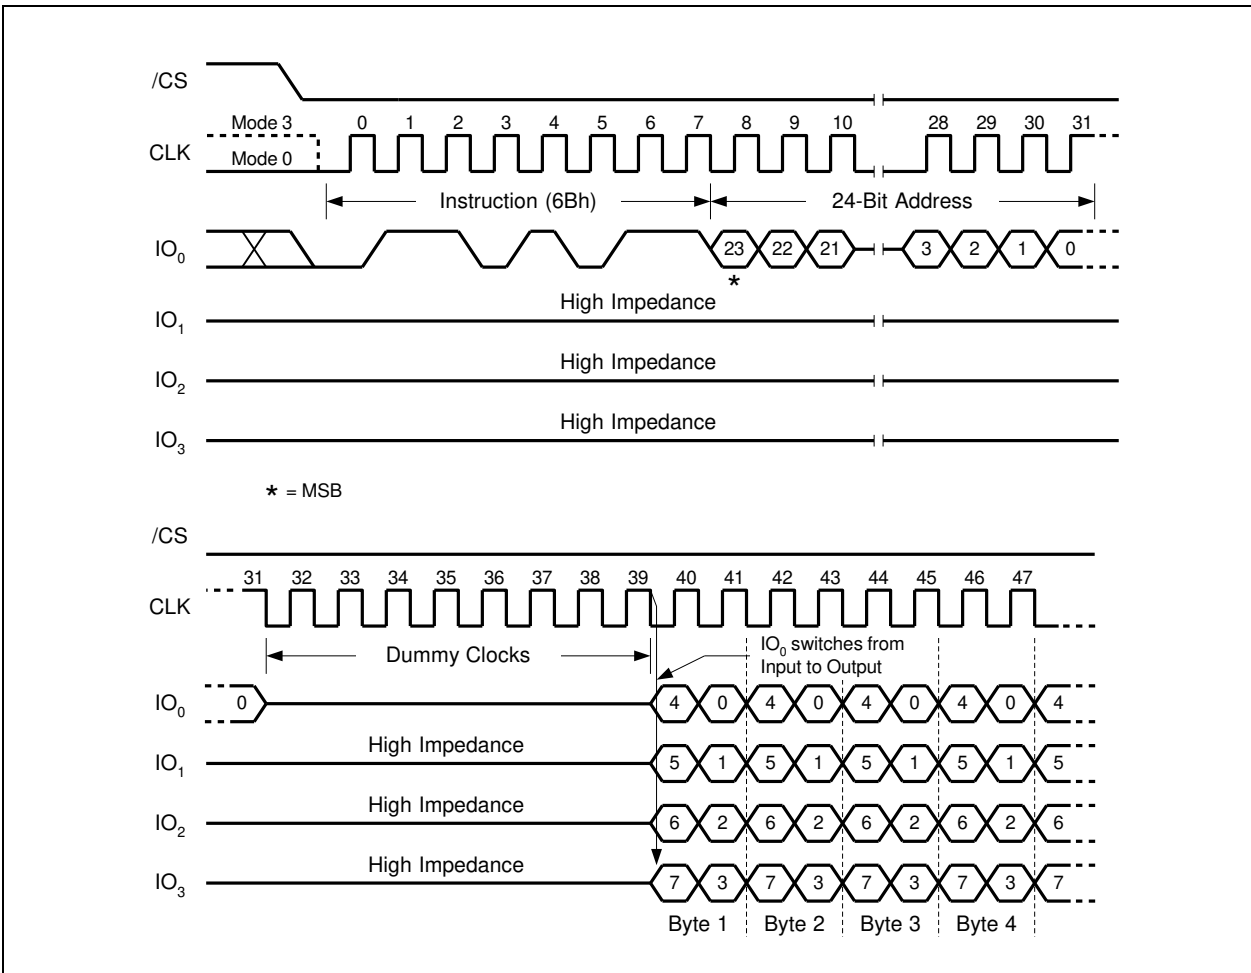 /CS
Mode 3 0 1 2 3 4 5 6 7 8 9 10 28 29 30 31
CLK
Mode 0
Instruction (6Bh) 24-Bit Address
IO0 23 22 21 3 2 1 0
*
High Impedance
IO1
High Impedance
IO2
High Impedance
IO3
* = MSB
/CS
31 32 33 34 35 36 37 38 39 40 41 42 43 44 45 46 47
CLK
Dummy Clocks
IO0 switches from
Input to Output
IO0 0 4 0 4 0 4 0 4 0 4
High Impedance
IO1 5 1 5 1 5 1 5 1 5
High Impedance
IO2 6 2 6 2 6 2 6 2 6
High Impedance
IO3 7 3 7 3 7 3 7 3 7
Byte 1 Byte 2 Byte 3 Byte 4